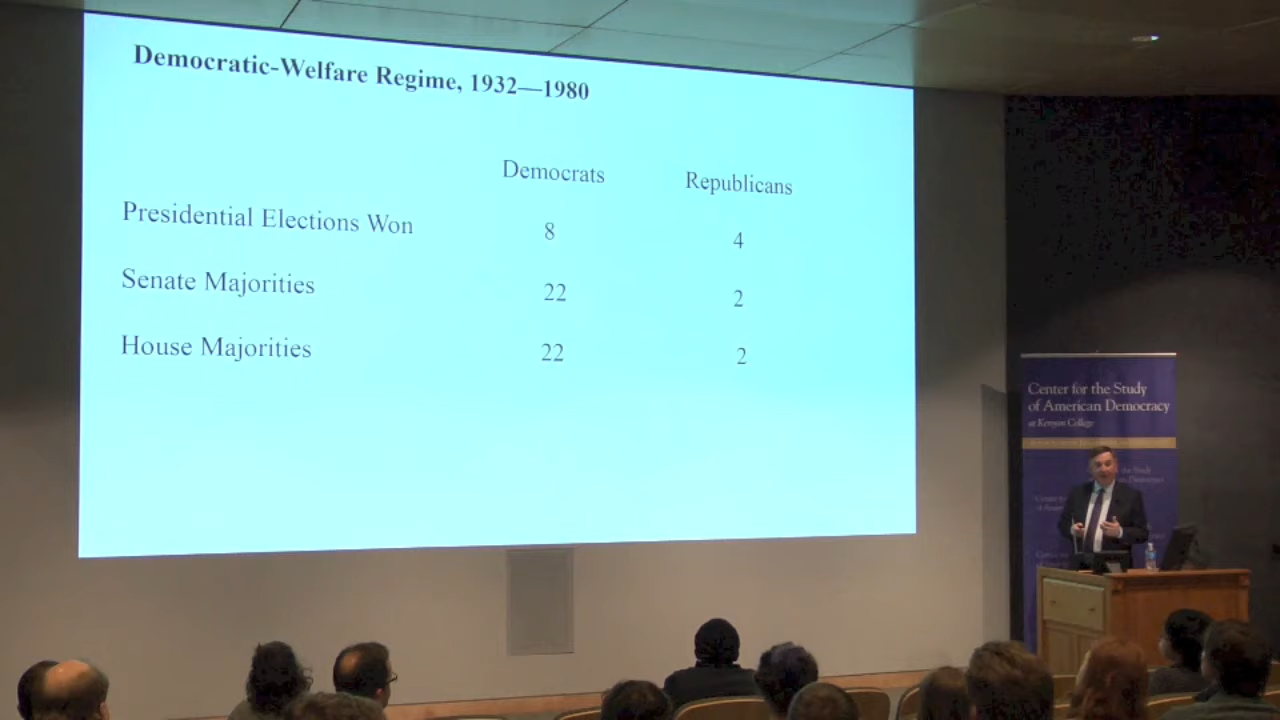 Democratic-Welfare Regime, 1932—1980
Democrats Republicans
Presidential Elections Won 8 4
Senate Majorities 22 2
House Majorities 22 2
Center for the Study
of American Democracy
at Kenyon College